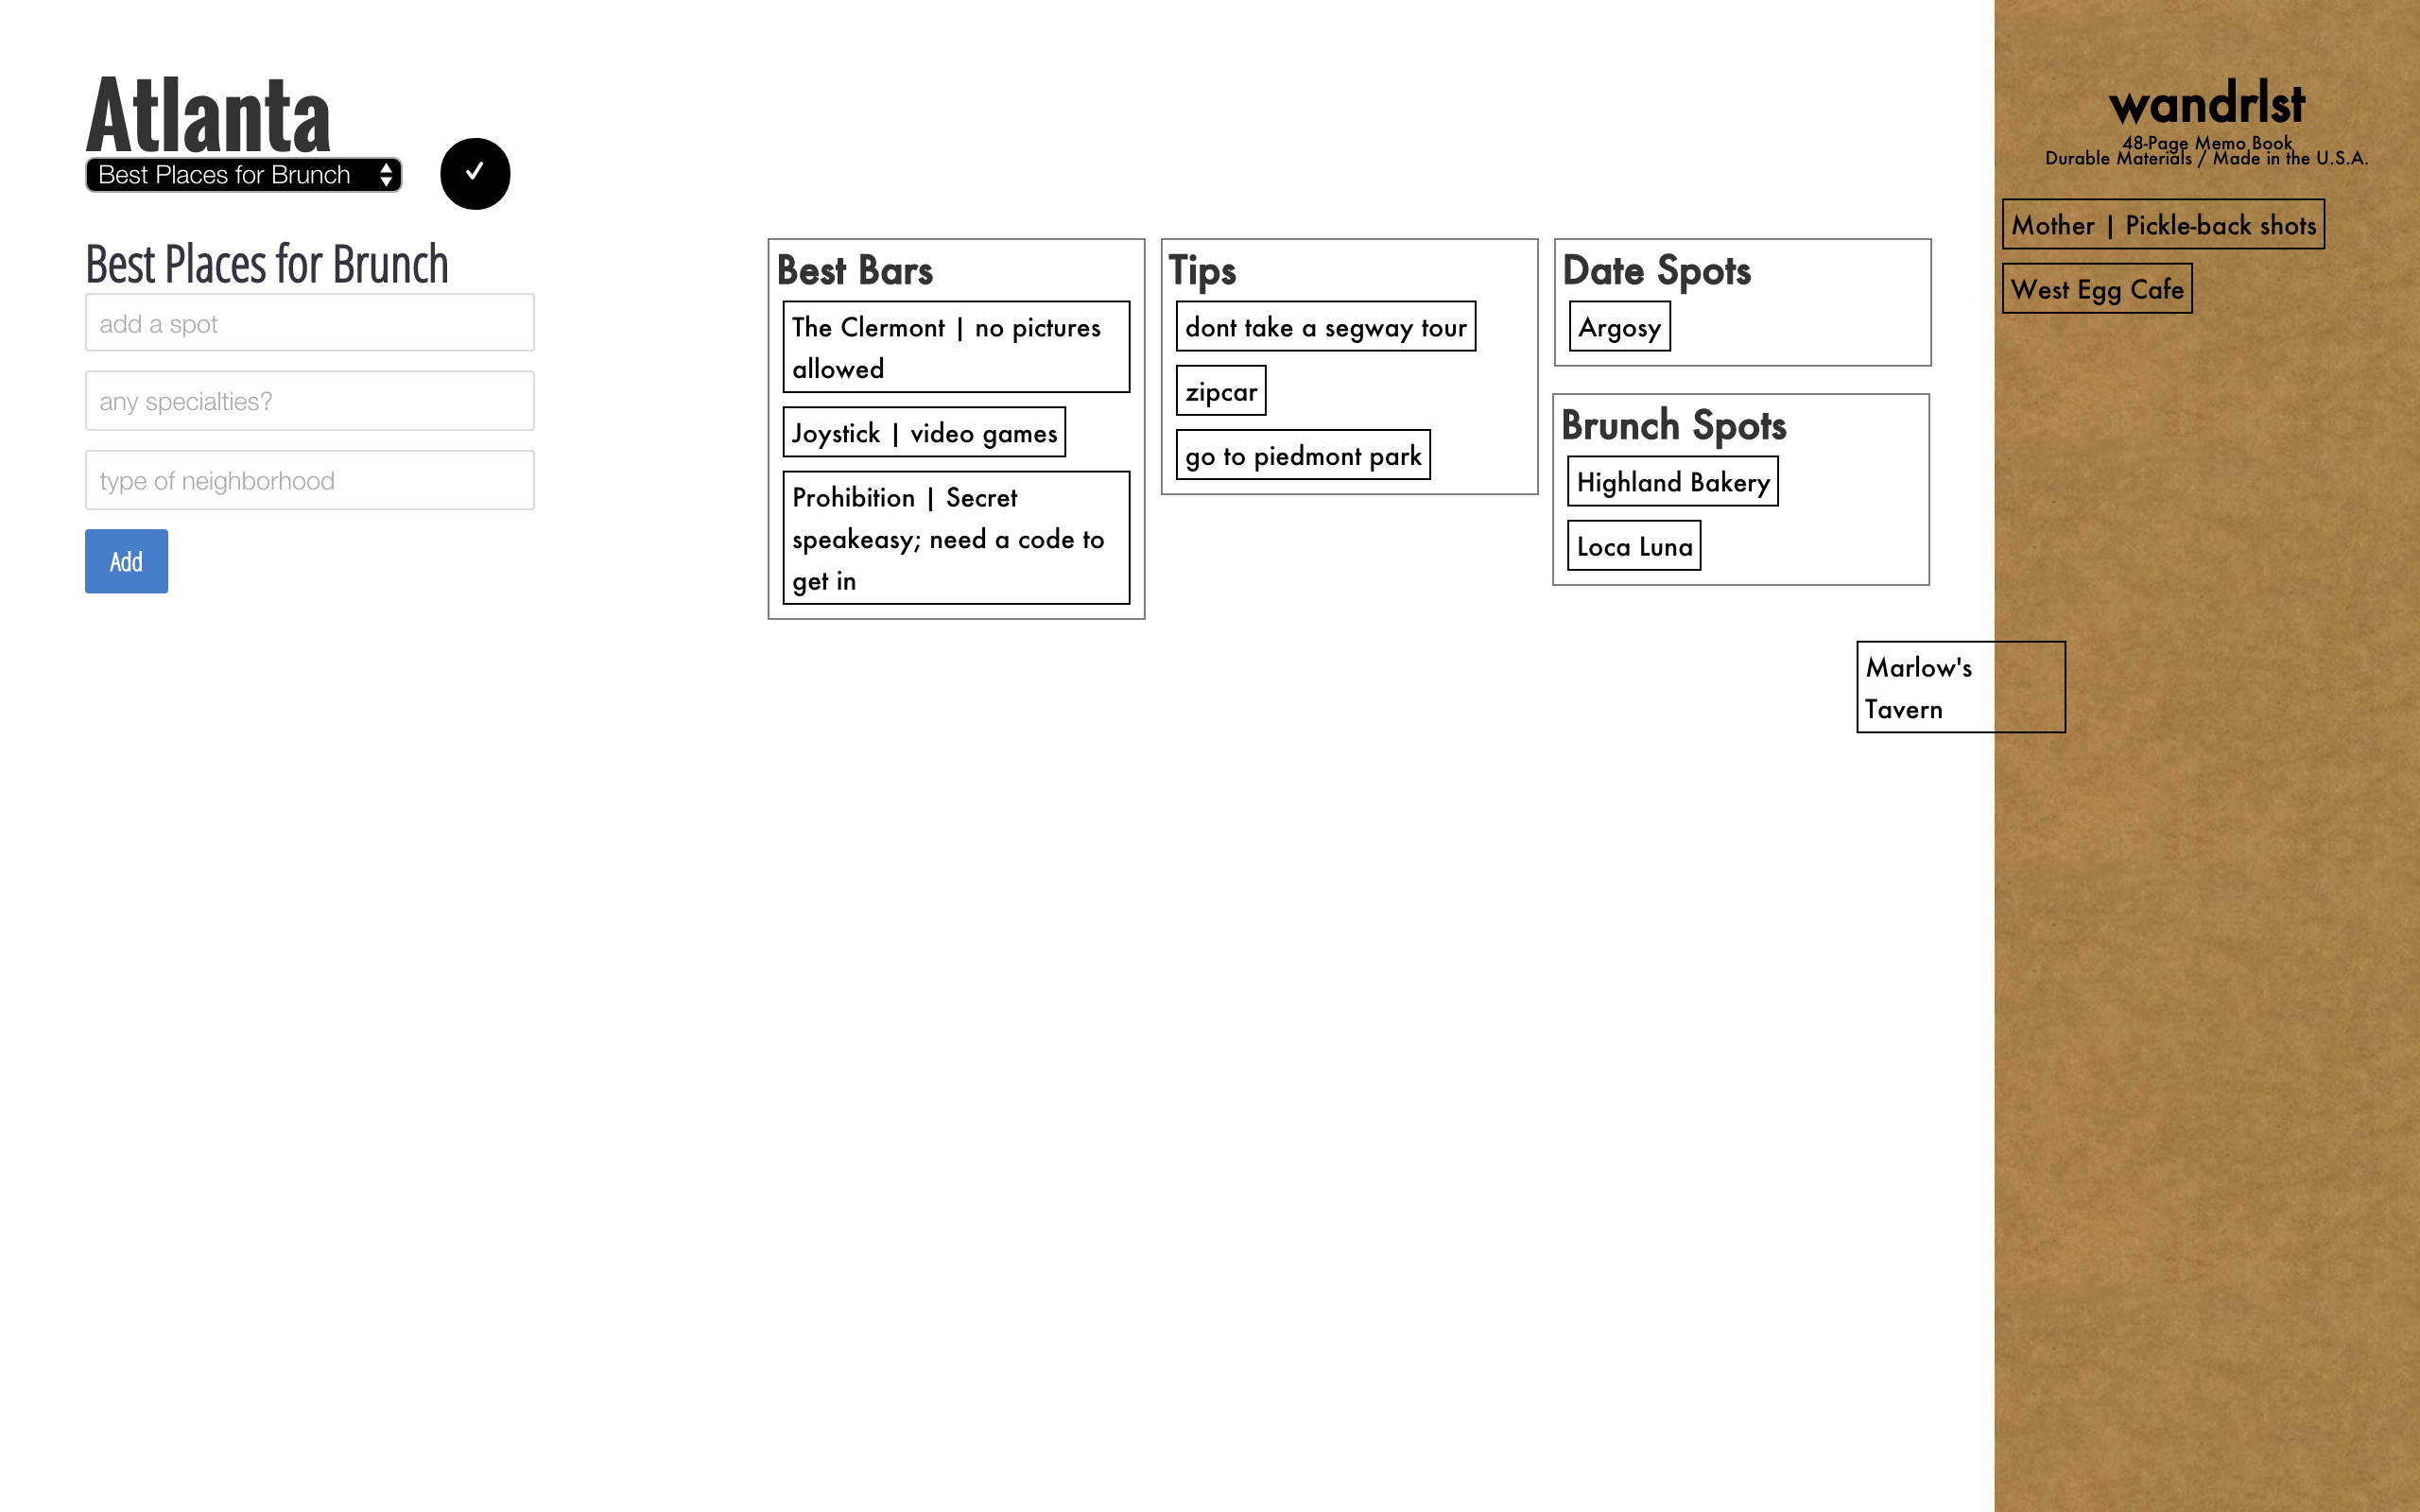 Atlanta
Best Places for Brunch
✓
Best Places for Brunch
add a spot
any specialties?
type of neighborhood
Add
Best Bars
The Clermont | no pictures
allowed
Joystick | video games
Prohibition | Secret
speakeasy; need a code to
get in
Tips
dont take a segway tour
zipcar
go to piedmont park
Date Spots
Argosy
Brunch Spots
Highland Bakery
Loca Luna
Marlow's
Tavern
wandrlst
48-Page Memo Book
Durable Materials / Made in the U.S.A.
Mother | Pickle-back shots
West Egg Cafe